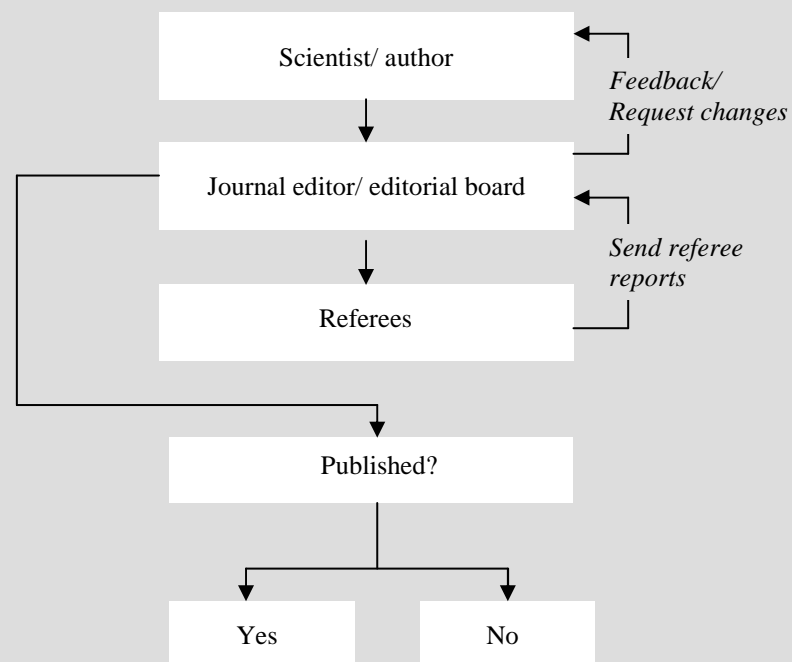 Scientist/ author
Feedback/
Request changes
Journal editor/ editorial board
Send referee
reports
Referees
Published?
Yes
No